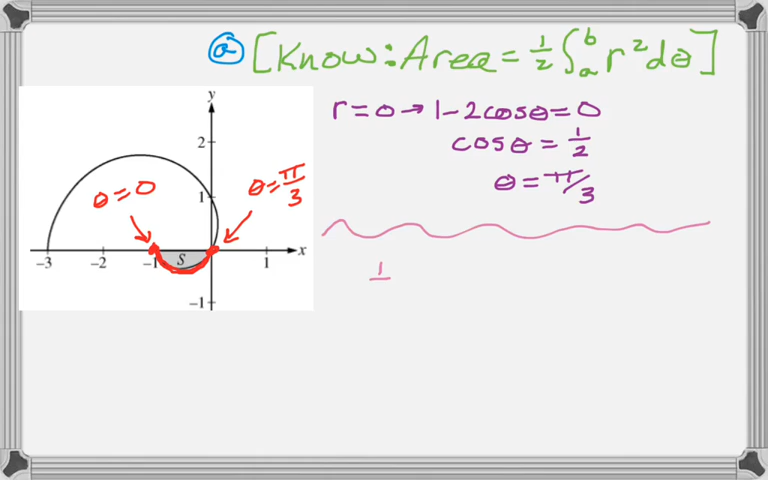 ⓐ [Know: Area = 1/2 ∫_a^b r² dθ]
r = 0 → 1 - 2cosθ = 0
cosθ = 1/2
θ = π/3
y
2
θ = 0
θ = π/3
1
S
x
-3 -2 -1 1
-1
1